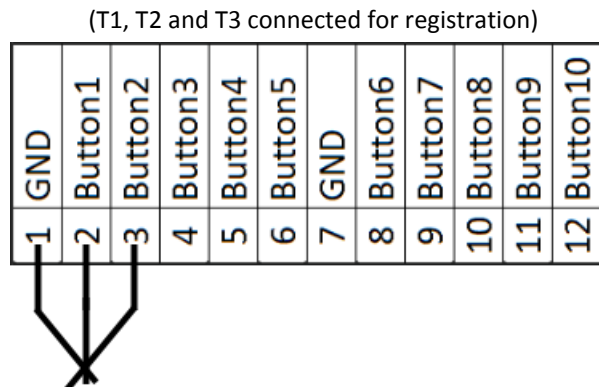 (T1, T2 and T3 connected for registration)
GND
Button1
Button2
Button3
Button4
Button5
GND
Button6
Button7
Button8
Button9
Button10
1
2
3
4
5
6
7
8
9
10
11
12